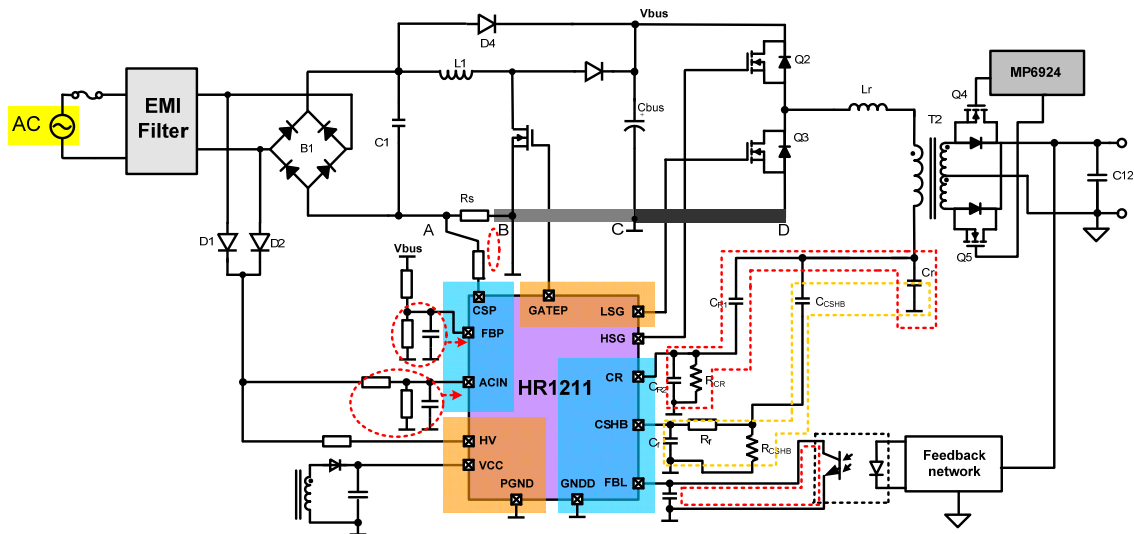 Vbus
D4
Q2
L1
MP6924
Q4
Lr
T2
AC
EMI
Filter
Cbus
+
C1
B1
Q3
C12
Rs
A
B
C
D
D1
D2
Q5
Vbus
Cr
CR1
CCSHB
CSP
GATEP
LSG
FBP
HSG
CR
ACIN
HR1211
CR2
RCR
CSHB
Cf
Rf
RCSHB
HV
VCC
PGND
GNDD
FBL
Feedback
network